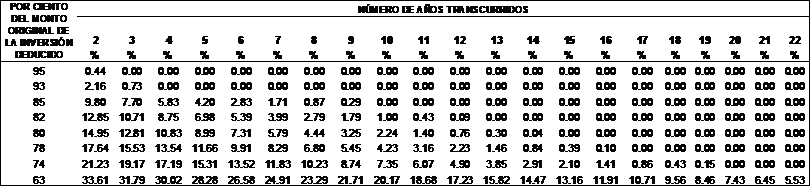 POR CIENTO
DEL MONTO
ORIGINAL DE
LA INVERSIÓN
DEDUCIDO
NÚMERO DE AÑOS TRANSCURRIDOS
2 3 4 5 6 7 8 9 10 11 12 13 14 15 16 17 18 19 20 21 22
% % % % % % % % % % % % % % % % % % % % %
95 0.44 0.00 0.00 0.00 0.00 0.00 0.00 0.00 0.00 0.00 0.00 0.00 0.00 0.00 0.00 0.00 0.00 0.00 0.00 0.00 0.00
93 2.16 0.73 0.00 0.00 0.00 0.00 0.00 0.00 0.00 0.00 0.00 0.00 0.00 0.00 0.00 0.00 0.00 0.00 0.00 0.00 0.00
85 9.80 7.70 5.83 4.20 2.83 1.71 0.87 0.29 0.00 0.00 0.00 0.00 0.00 0.00 0.00 0.00 0.00 0.00 0.00 0.00 0.00
82 12.85 10.71 8.75 6.98 5.39 3.99 2.79 1.79 1.00 0.43 0.09 0.00 0.00 0.00 0.00 0.00 0.00 0.00 0.00 0.00 0.00
80 14.95 12.81 10.83 8.99 7.31 5.79 4.44 3.25 2.24 1.40 0.76 0.30 0.04 0.00 0.00 0.00 0.00 0.00 0.00 0.00 0.00
78 17.64 15.53 13.54 11.66 9.91 8.29 6.80 5.45 4.23 3.16 2.23 1.46 0.84 0.39 0.10 0.00 0.00 0.00 0.00 0.00 0.00
74 21.23 19.17 17.19 15.31 13.52 11.83 10.23 8.74 7.35 6.07 4.90 3.85 2.91 2.10 1.41 0.86 0.43 0.15 0.00 0.00 0.00
63 33.61 31.79 30.02 28.28 26.58 24.91 23.29 21.71 20.17 18.68 17.23 15.82 14.47 13.16 11.91 10.71 9.56 8.46 7.43 6.45 5.53